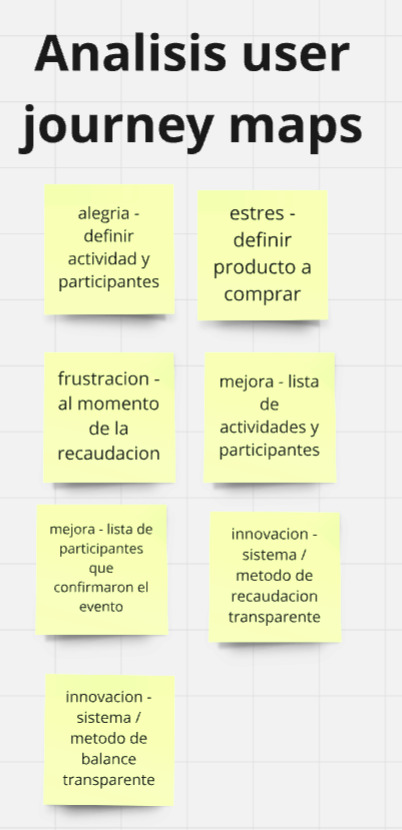 Analisis user
journey maps
alegria -
definir
actividad y
participantes
estres -
definir
producto a
comprar
frustracion -
al momento
de la
recaudacion
mejora - lista
de
actividades y
participantes
mejora - lista de
participantes
que
confirmaron el
evento
innovacion -
sistema /
metodo de
recaudacion
transparente
innovacion -
sistema /
metodo de
balance
transparente